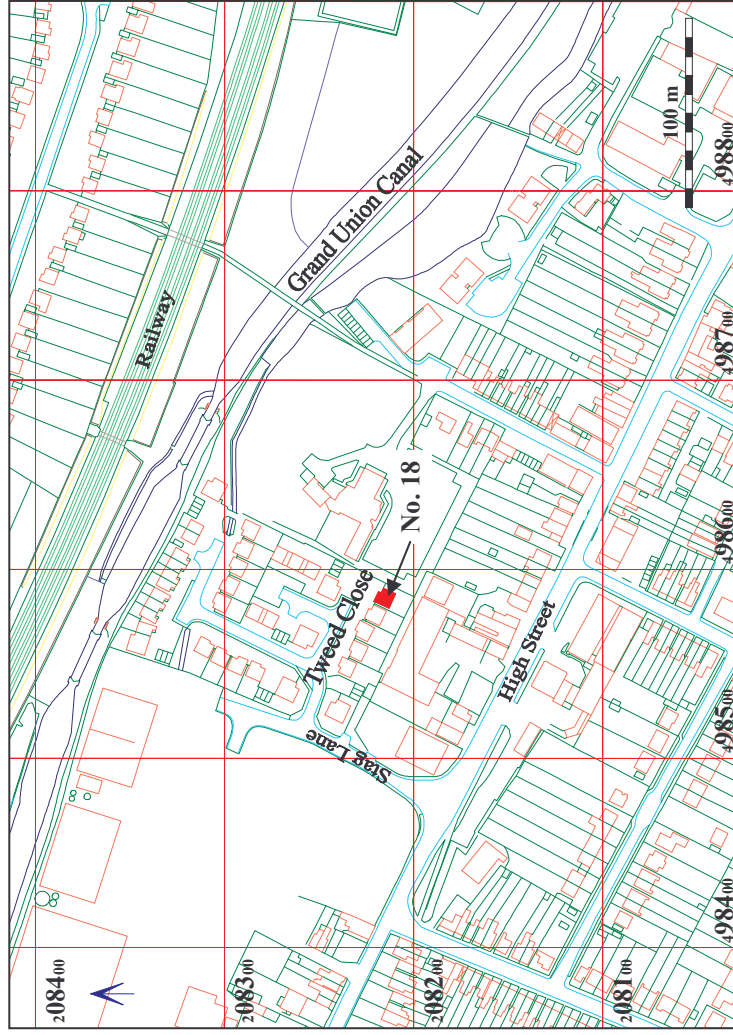 Railway
Grand Union Canal
100 m
Tweed Close
No. 18
Stag Lane
High Street
208400
208300
208200
208100
498400
498500
498600
498700
498800